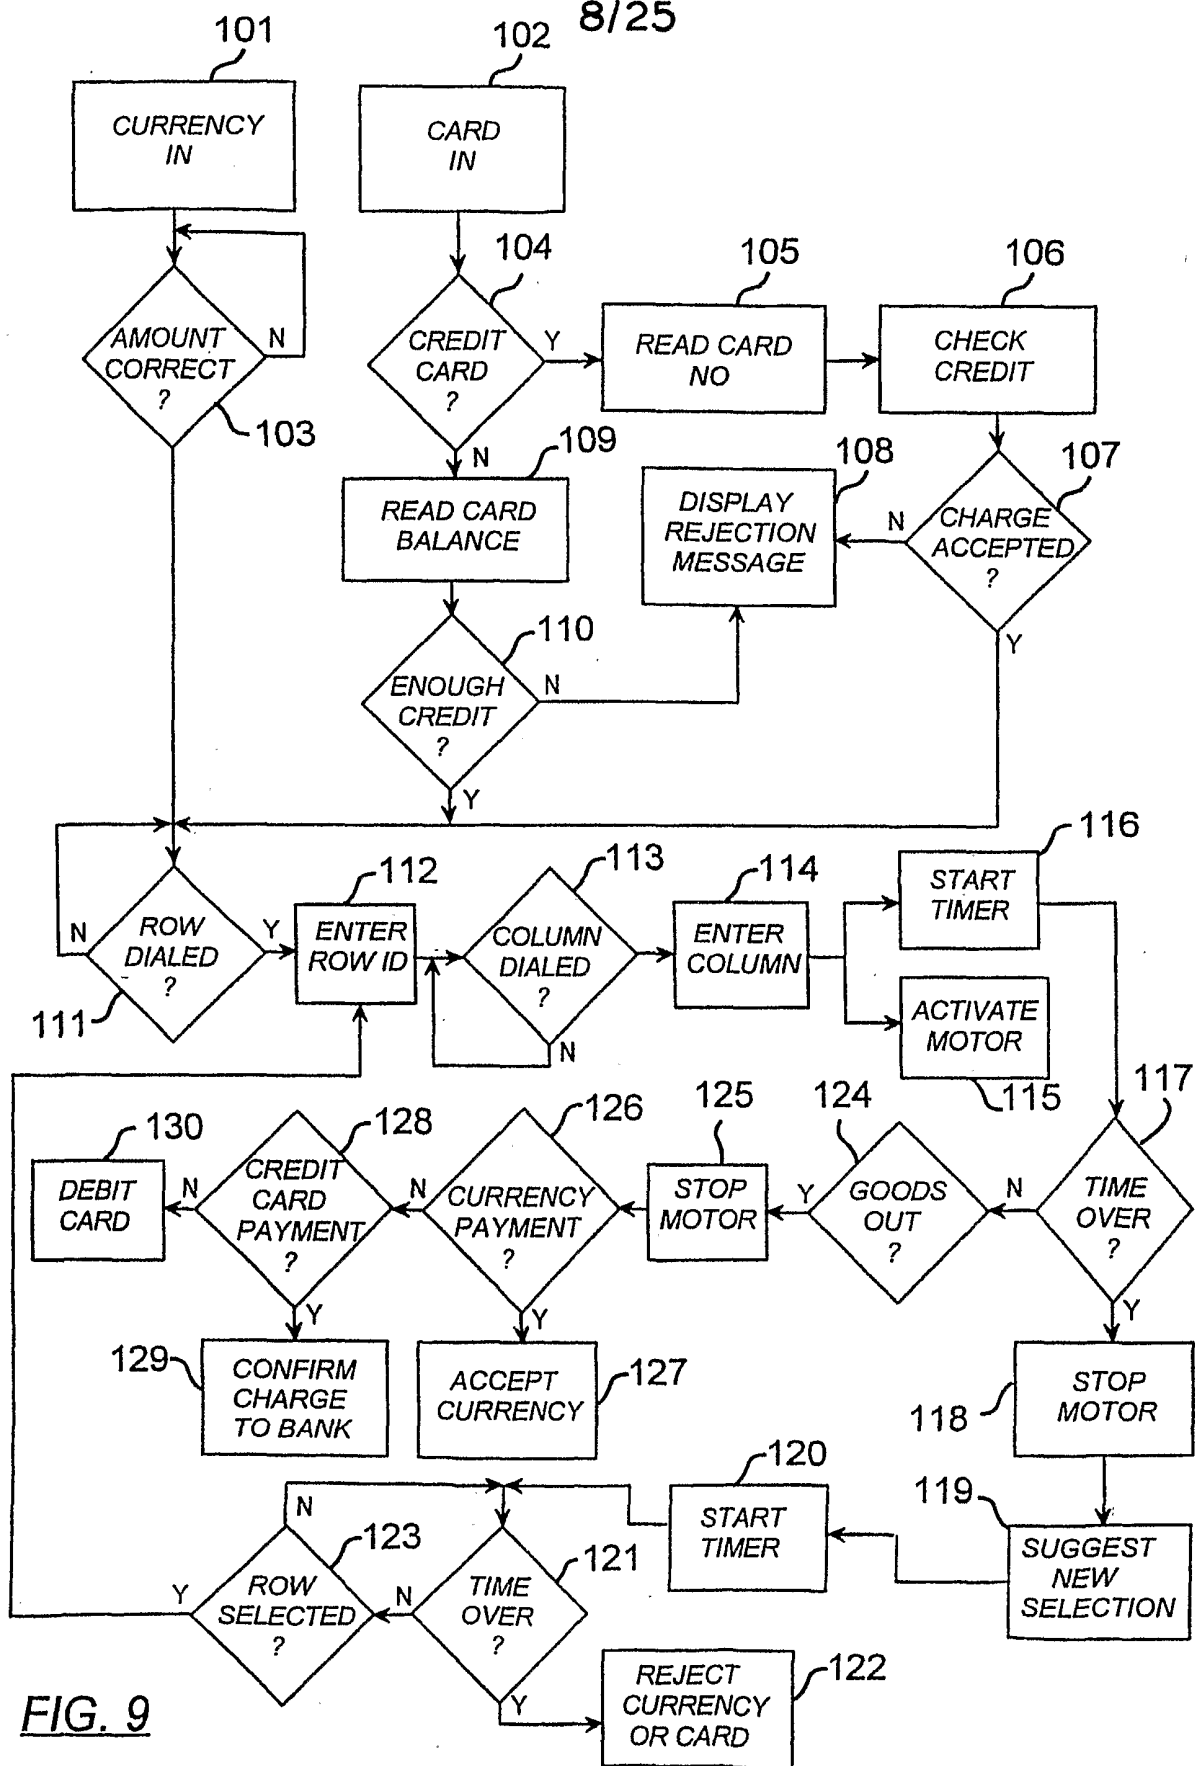 8/25
101
102
CURRENCY
IN
CARD
IN
104
105
106
AMOUNT
CORRECT
?
N
103
CREDIT
CARD
?
Y
N
READ CARD
NO
CHECK
CREDIT
109
108
107
READ CARD
BALANCE
DISPLAY
REJECTION
MESSAGE
N
CHARGE
ACCEPTED
?
Y
110
ENOUGH
CREDIT
?
N
Y
116
112
113
114
START
TIMER
N
ROW
DIALED
?
Y
111
ENTER
ROW ID
COLUMN
DIALED
?
N
ENTER
COLUMN
ACTIVATE
MOTOR
115
117
130
128
126
125
124
DEBIT
CARD
N
CREDIT
CARD
PAYMENT
?
Y
N
CURRENCY
PAYMENT
?
Y
STOP
MOTOR
Y
GOODS
OUT
?
N
TIME
OVER
?
Y
129
CONFIRM
CHARGE
TO BANK
ACCEPT
CURRENCY
127
STOP
MOTOR
118
120
119
N
START
TIMER
SUGGEST
NEW
SELECTION
123
121
Y
ROW
SELECTED
?
N
TIME
OVER
?
Y
REJECT
CURRENCY
OR CARD
122
FIG. 9